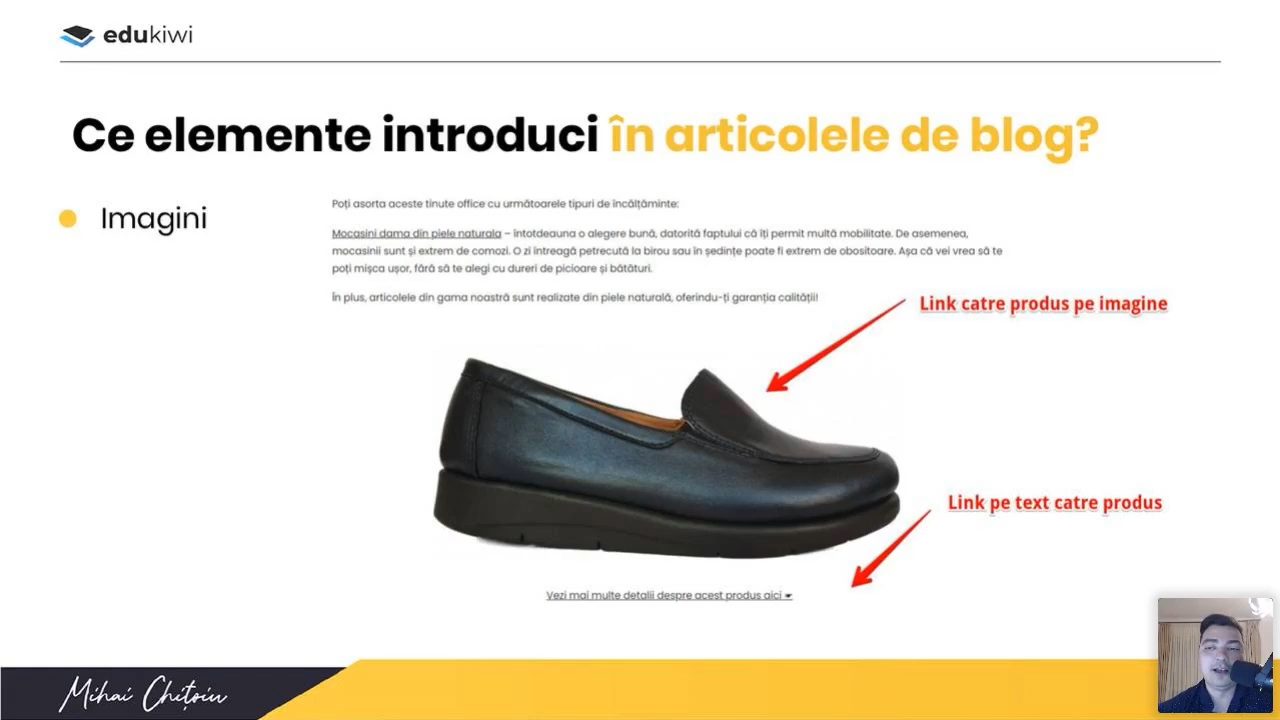 edukiwi
Ce elemente introduci în articolele de blog?
Imagini
Poți asorta aceste tinute office cu următoarele tipuri de încălțăminte:
Mocasini dama din piele naturala – întotdeauna o alegere bună, datorită faptului că îți permit multă mobilitate. De asemenea,
mocasinii sunt și extrem de comozi. O zi întreagă petrecută la birou sau în ședințe poate fi extrem de obositoare. Așa că vei vrea să te
poți mișca ușor, fără să te alegi cu dureri de picioare și bătături.
În plus, articolele din gama noastră sunt realizate din piele naturală, oferindu-ți garanția calității!
Link catre produs pe imagine
Link pe text catre produs
Vezi mai multe detalii despre acest produs aici ☛
Mihai Chițoiu